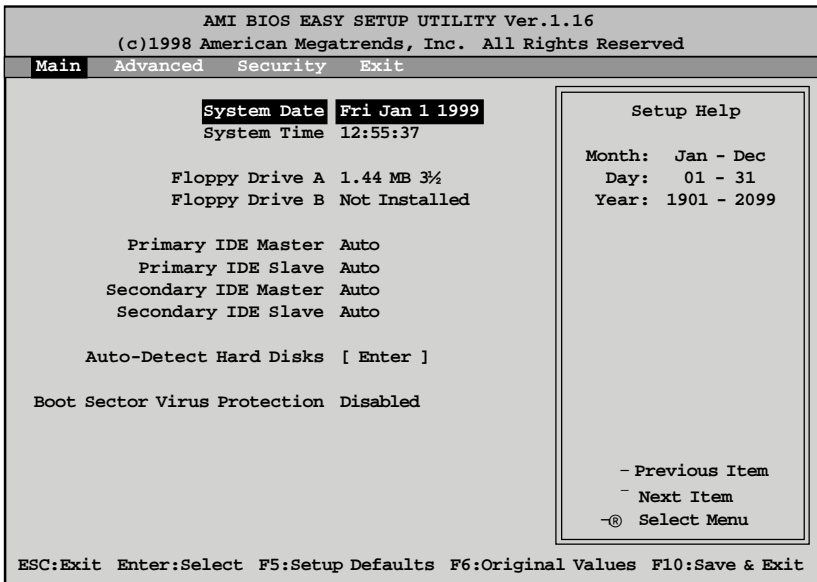 AMI BIOS EASY SETUP UTILITY Ver.1.16
(c)1998 American Megatrends, Inc. All Rights Reserved
Main Advanced Security Exit
System Date Fri Jan 1 1999
System Time 12:55:37
Floppy Drive A 1.44 MB 3½
Floppy Drive B Not Installed
Primary IDE Master Auto
Primary IDE Slave Auto
Secondary IDE Master Auto
Secondary IDE Slave Auto
Auto-Detect Hard Disks [ Enter ]
Boot Sector Virus Protection Disabled
Setup Help
Month: Jan - Dec
Day: 01 - 31
Year: 1901 - 2099
– Previous Item
¯ Next Item
¬® Select Menu
ESC:Exit Enter:Select F5:Setup Defaults F6:Original Values F10:Save & Exit